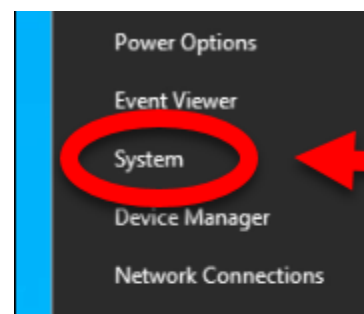 Power Options
Event Viewer
System
Device Manager
Network Connections